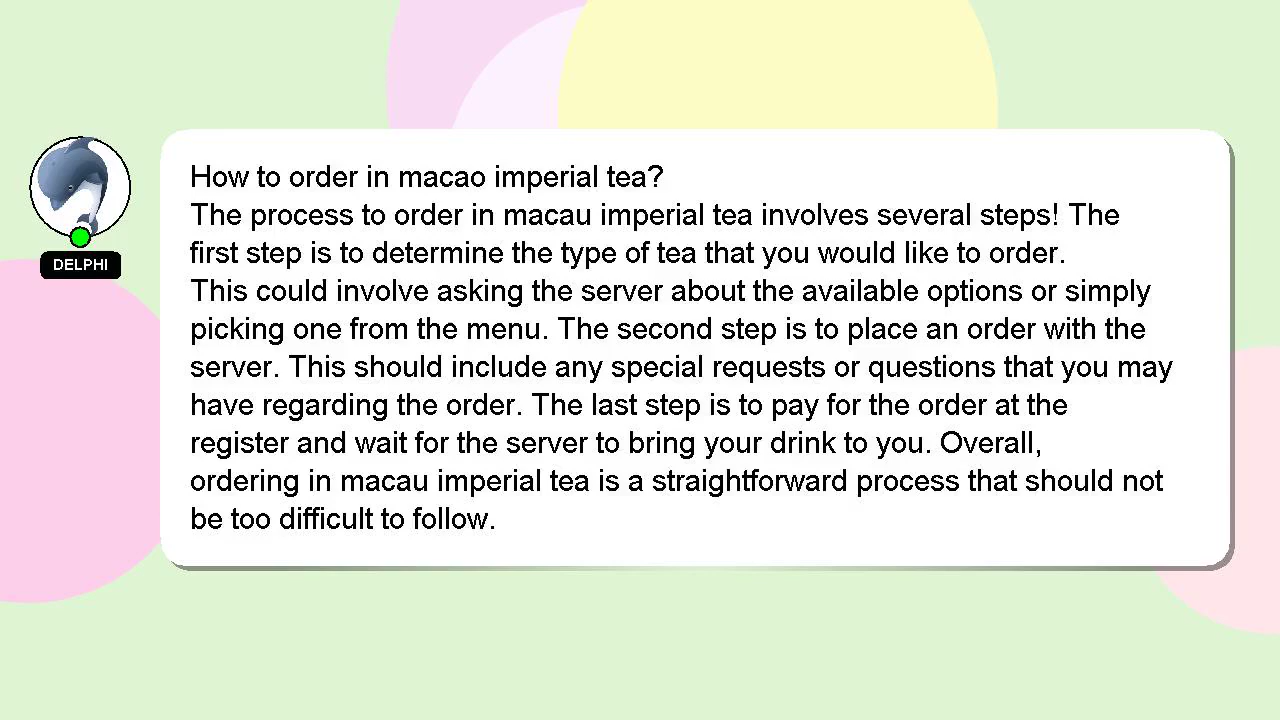 How to order in macao imperial tea?
The process to order in macau imperial tea involves several steps! The
first step is to determine the type of tea that you would like to order.
This could involve asking the server about the available options or simply
picking one from the menu. The second step is to place an order with the
server. This should include any special requests or questions that you may
have regarding the order. The last step is to pay for the order at the
register and wait for the server to bring your drink to you. Overall,
ordering in macau imperial tea is a straightforward process that should not
be too difficult to follow.
DELPHI